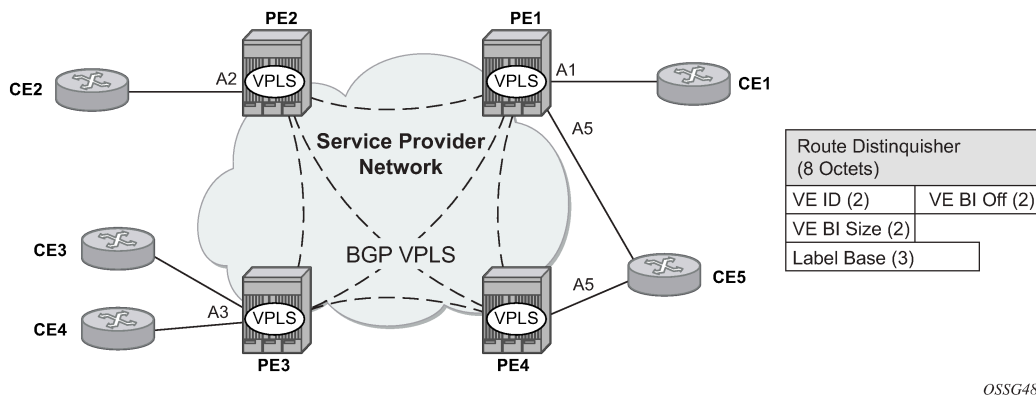 PE2
PE1
VPLS
VPLS
CE2
A2
A1
CE1
A5
Service Provider
Network
Route Distinquisher
(8 Octets)
VE ID (2)
VE BI Off (2)
VE BI Size (2)
Label Base (3)
CE3
BGP VPLS
CE5
A5
CE4
A3
VPLS
VPLS
PE3
PE4
OSSG48